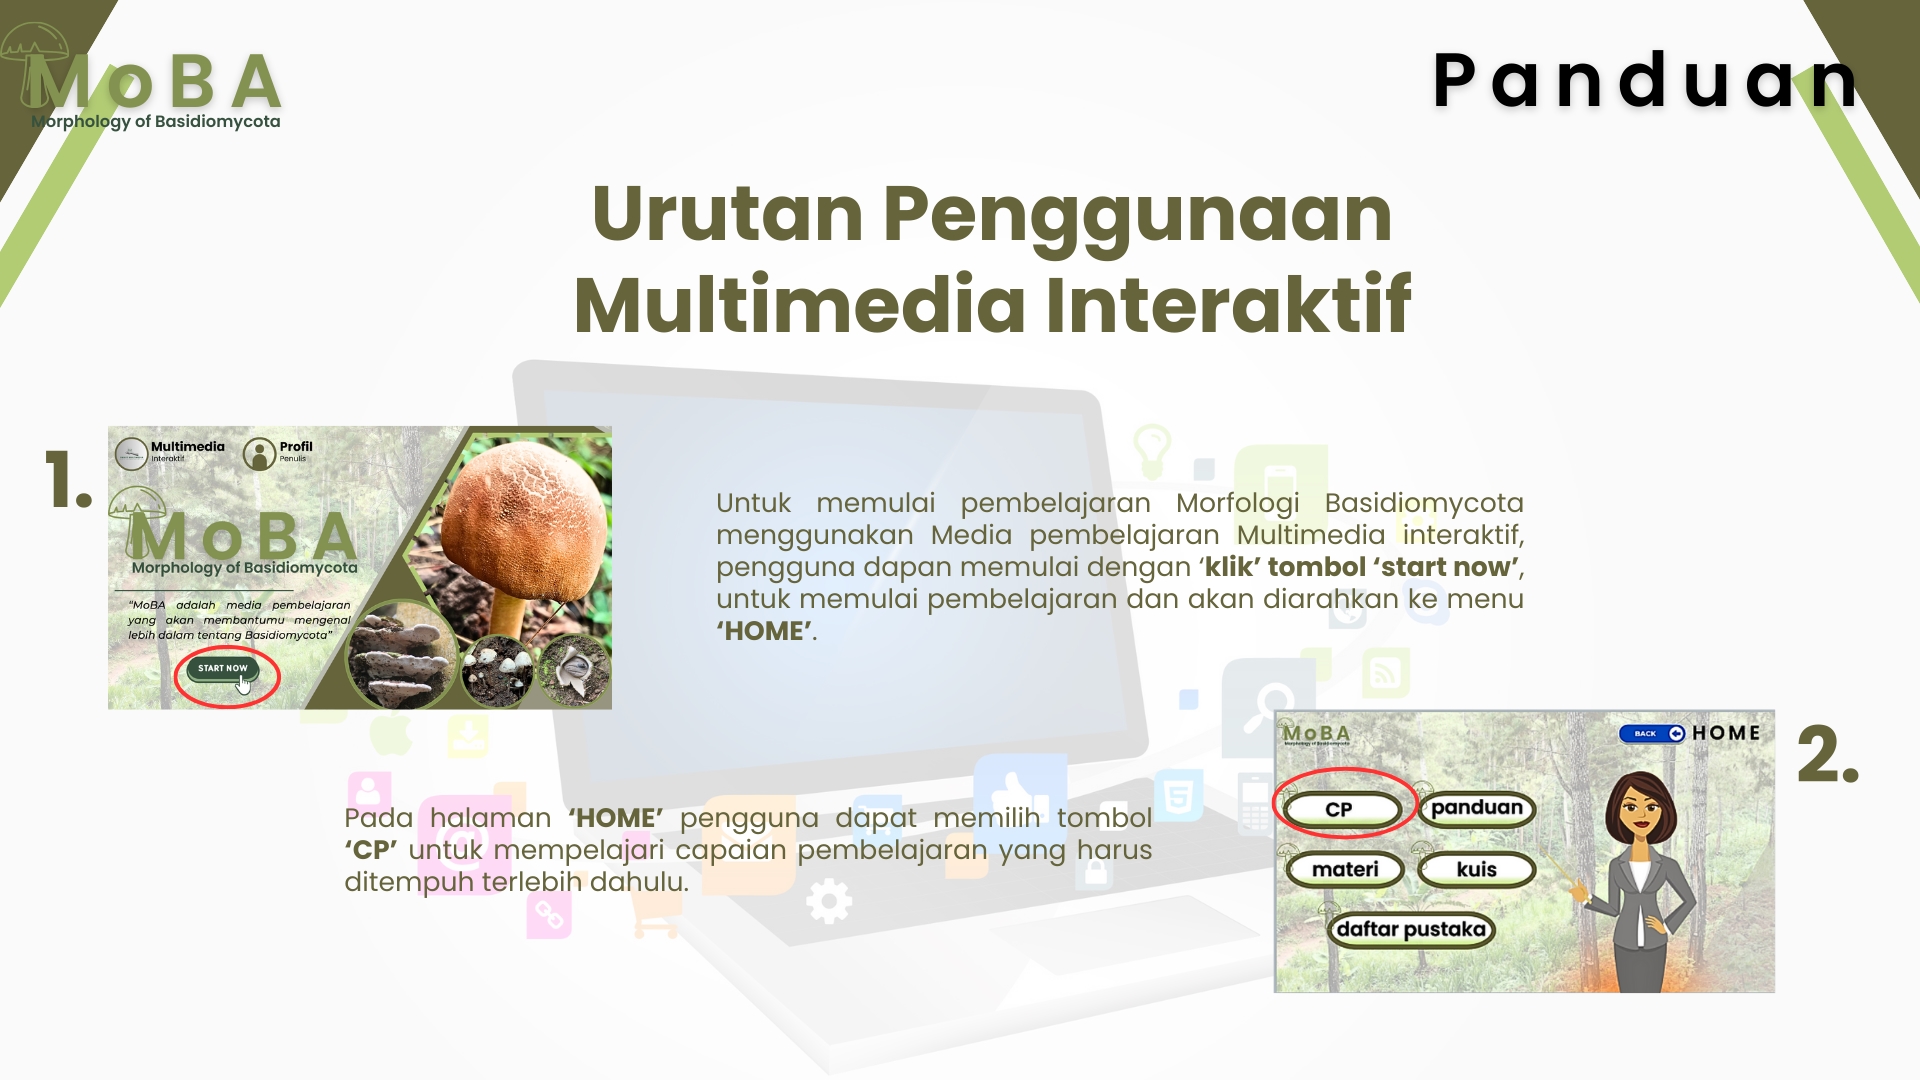 MoBA
Morphology of Basidiomycota
Panduan
Urutan Penggunaan
Multimedia Interaktif
1.
Multimedia
Interaktif
Profil
Penulis
MoBA
Morphology of Basidiomycota
“MoBA adalah media pembelajaran
yang akan membantumu mengenal
lebih dalam tentang Basidiomycota”
START NOW
Untuk memulai pembelajaran Morfologi Basidiomycota
menggunakan Media pembelajaran Multimedia interaktif,
pengguna dapan memulai dengan ‘klik’ tombol ‘start now’,
untuk memulai pembelajaran dan akan diarahkan ke menu
‘HOME’.
Pada halaman ‘HOME’ pengguna dapat memilih tombol
‘CP’ untuk mempelajari capaian pembelajaran yang harus
ditempuh terlebih dahulu.
2.
MoBA
Morphology of Basidiomycota
BACK
HOME
CP
panduan
materi
kuis
daftar pustaka